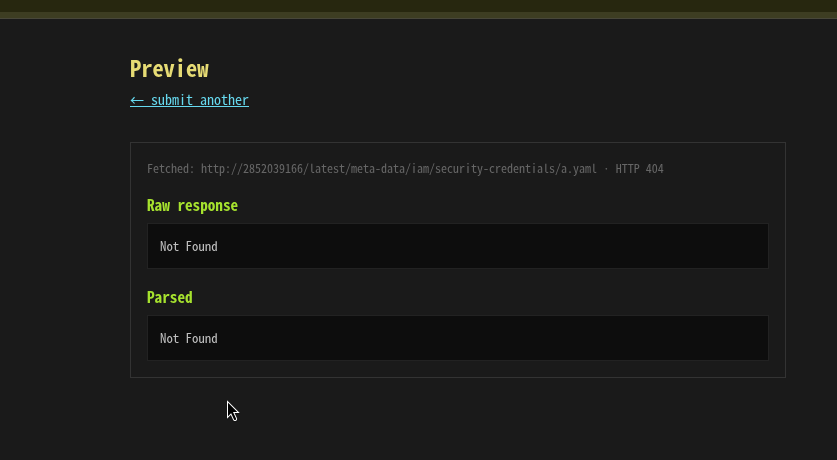 Preview
← submit another
Fetched: http://2852039166/latest/meta-data/iam/security-credentials/a.yaml · HTTP 404
Raw response
Not Found
Parsed
Not Found